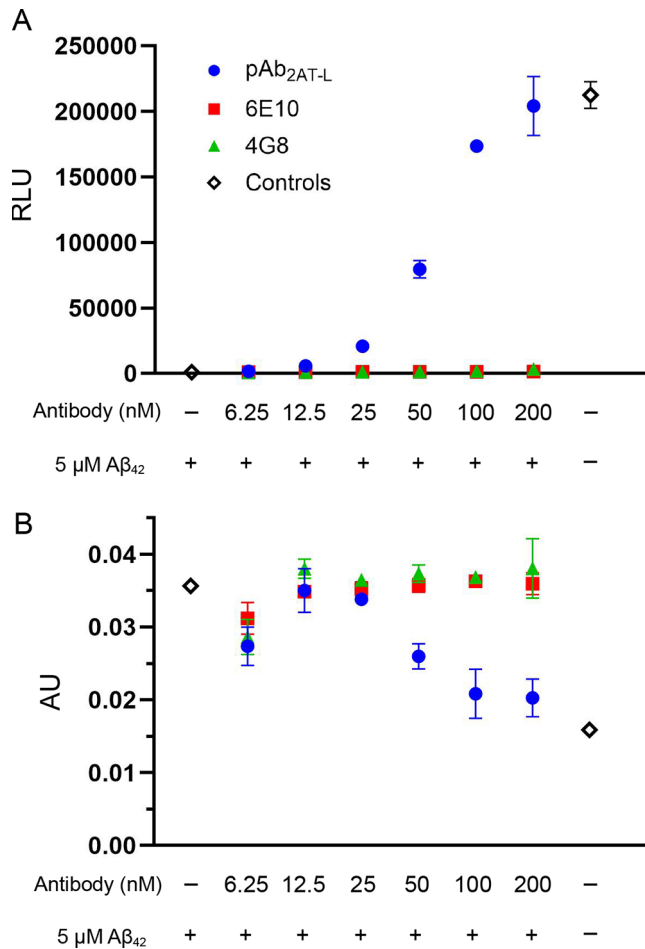 A
250000
200000
150000
100000
50000
0
RLU
pAb2AT-L
6E10
4G8
Controls
Antibody (nM) – 6.25 12.5 25 50 100 200 –
5 μM Aβ42 + + + + + + + –
B
0.04
0.03
0.02
0.01
0.00
AU
Antibody (nM) – 6.25 12.5 25 50 100 200 –
5 μM Aβ42 + + + + + + + –